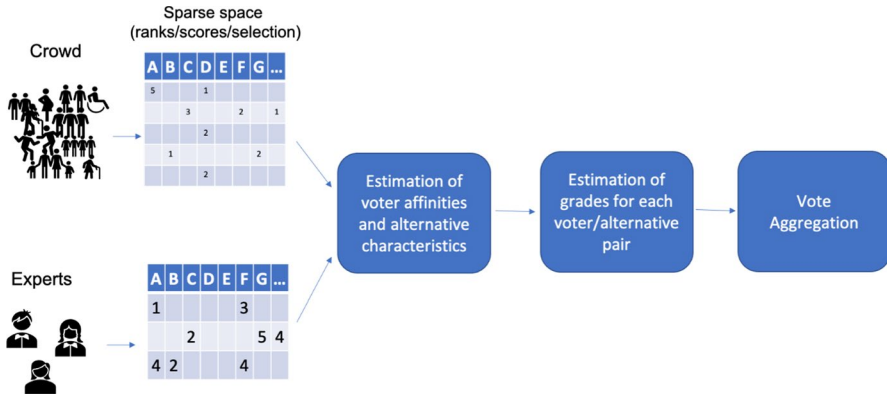 Sparse space
(ranks/scores/selection)
Crowd
A B C D E F G ...
5 1
3 2 1
2
1 2
2
Estimation of
voter affinities
and alternative
characteristics
Estimation of
grades for each
voter/alternative
pair
Vote
Aggregation
Experts
A B C D E F G ...
1 3
2 5 4
4 2 4